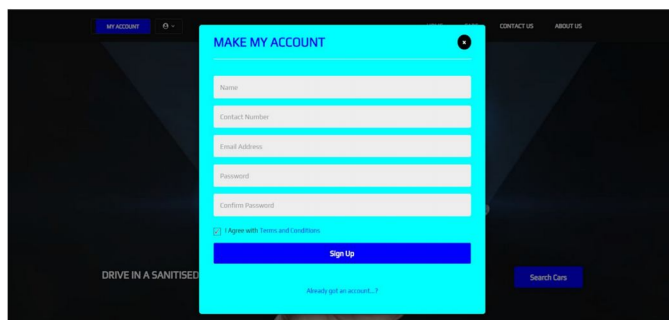 MY ACCOUNT
CONTACT US
ABOUT US
MAKE MY ACCOUNT
x
Name
Contact Number
Email Address
Password
Confirm Password
I Agree with Terms and Conditions
Sign Up
Already got an account...?
DRIVE IN A SANITISED
Search Cars